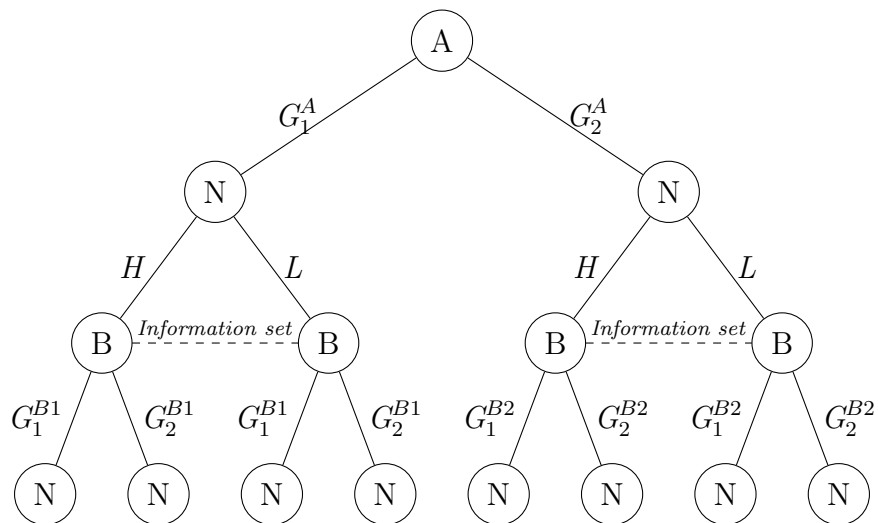 A
G_1^A G_2^A
N N
H L H L
B Information set B B Information set B
G_1^{B1} G_2^{B1} G_1^{B1} G_2^{B1} G_1^{B2} G_2^{B2} G_1^{B2} G_2^{B2}
N N N N N N N N